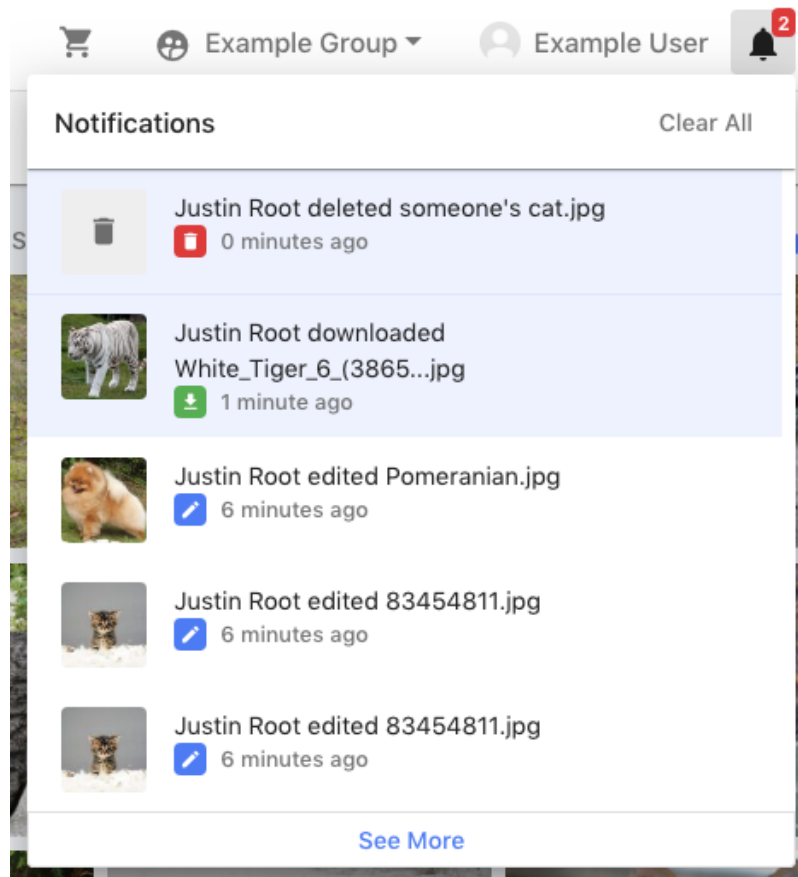 Example Group
Example User
2
Notifications
Clear All
S
Justin Root deleted someone's cat.jpg
0 minutes ago
Justin Root downloaded
White_Tiger_6_(3865...jpg
1 minute ago
Justin Root edited Pomeranian.jpg
6 minutes ago
Justin Root edited 83454811.jpg
6 minutes ago
Justin Root edited 83454811.jpg
6 minutes ago
See More